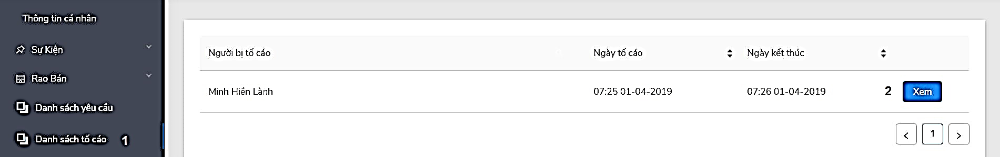 Thông tin cá nhân
Sự Kiện
Rao Bán
Danh sách yêu cầu
Danh sách tố cáo 1
Người bị tố cáo Ngày tố cáo Ngày kết thúc
Minh Hiền Lành 07:25 01-04-2019 07:26 01-04-2019 2 Xem
< 1 >